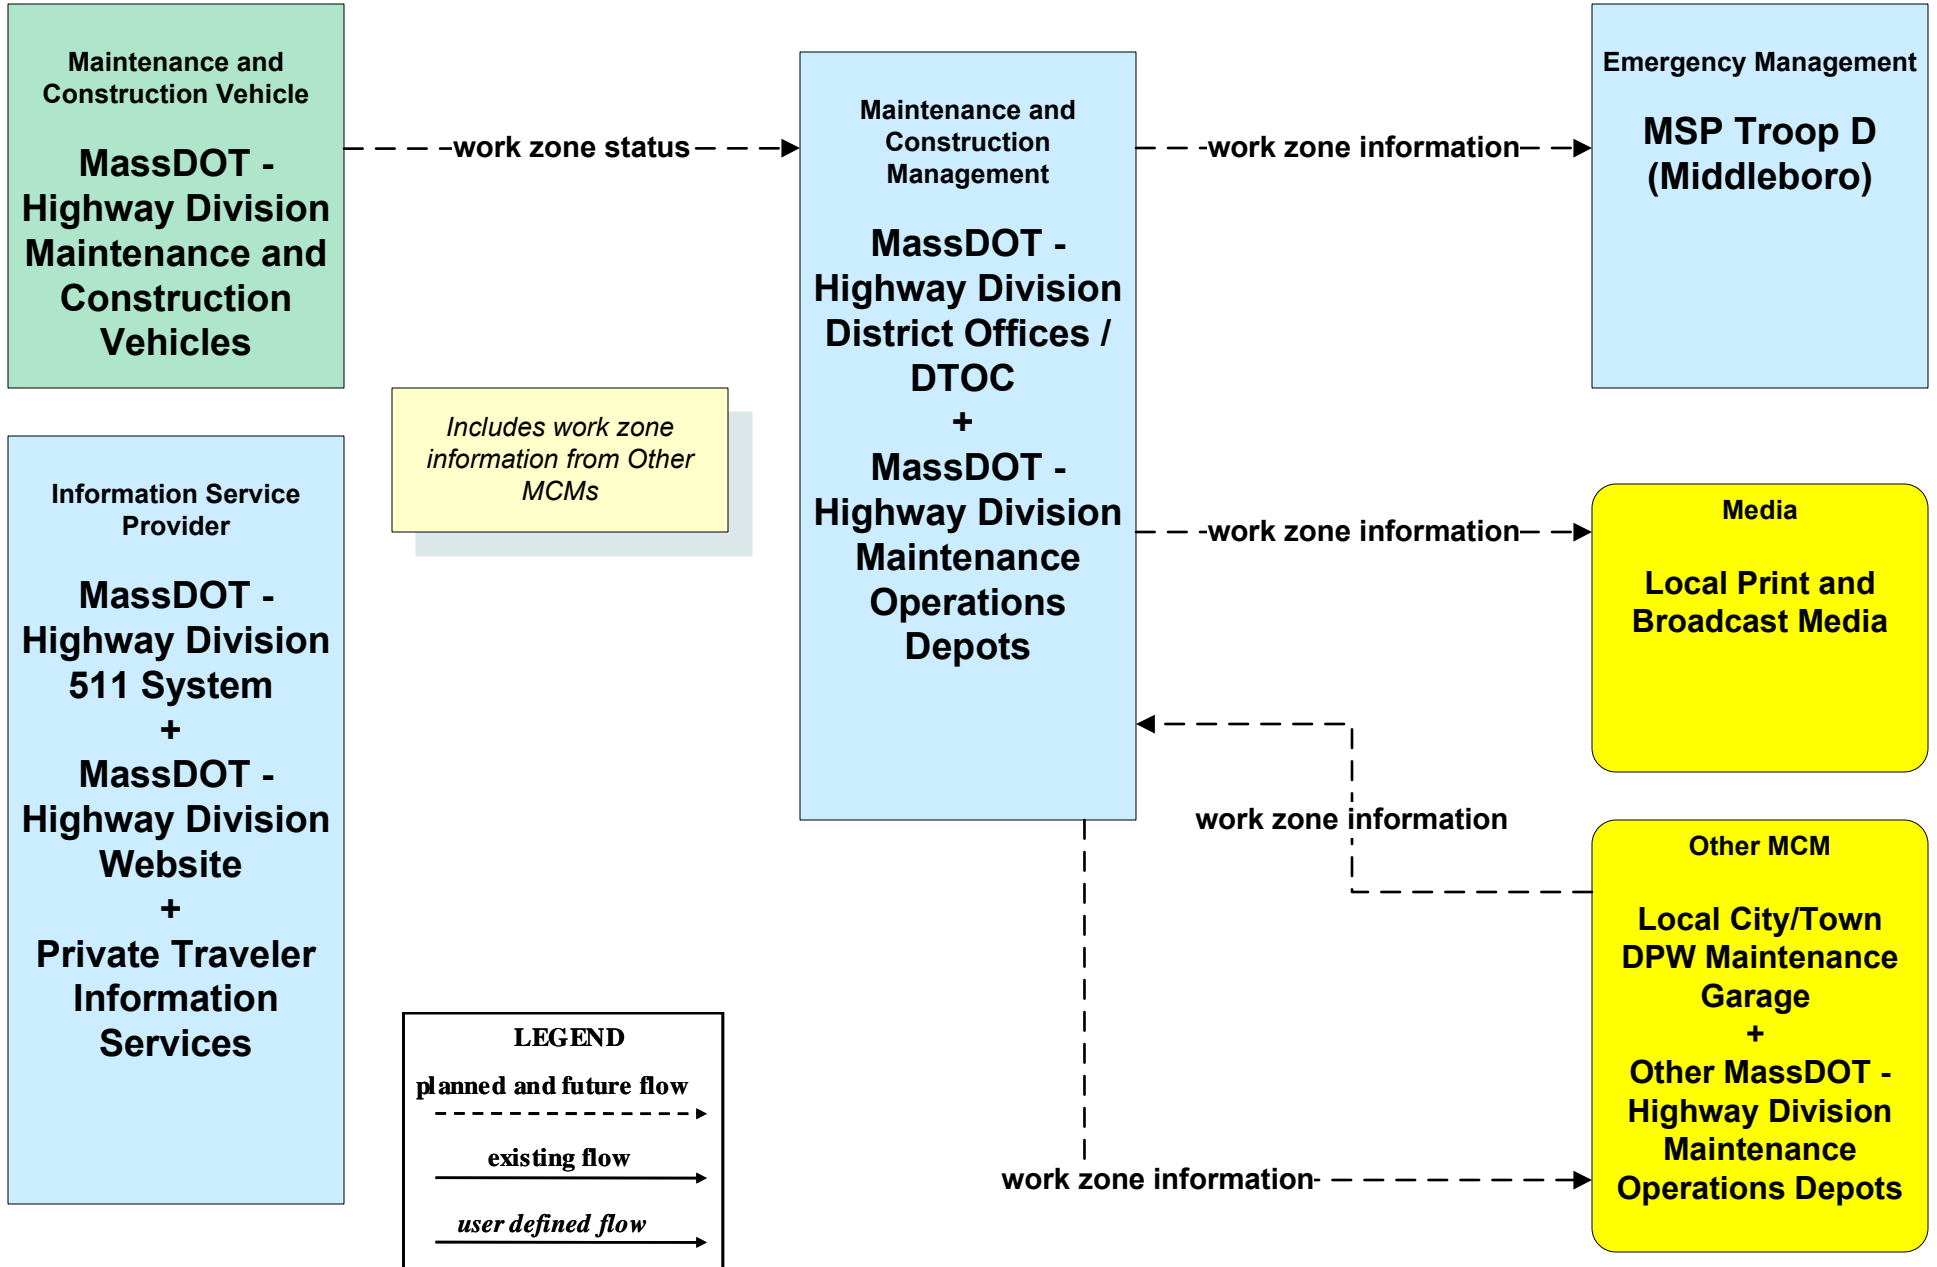 Maintenance and
Construction Vehicle
MassDOT -
Highway Division
Maintenance and
Construction
Vehicles
work zone status
Maintenance and
Construction
Management
MassDOT -
Highway Division
District Offices /
DTOC
+
MassDOT -
Highway Division
Maintenance
Operations
Depots
work zone information
Emergency Management
MSP Troop D
(Middleboro)
Includes work zone
information from Other
MCMs
Information Service
Provider
MassDOT -
Highway Division
511 System
+
MassDOT -
Highway Division
Website
+
Private Traveler
Information
Services
work zone information
Media
Local Print and
Broadcast Media
work zone information
Other MCM
Local City/Town
DPW Maintenance
Garage
+
Other MassDOT -
Highway Division
Maintenance
Operations Depots
work zone information
LEGEND
planned and future flow
existing flow
user defined flow